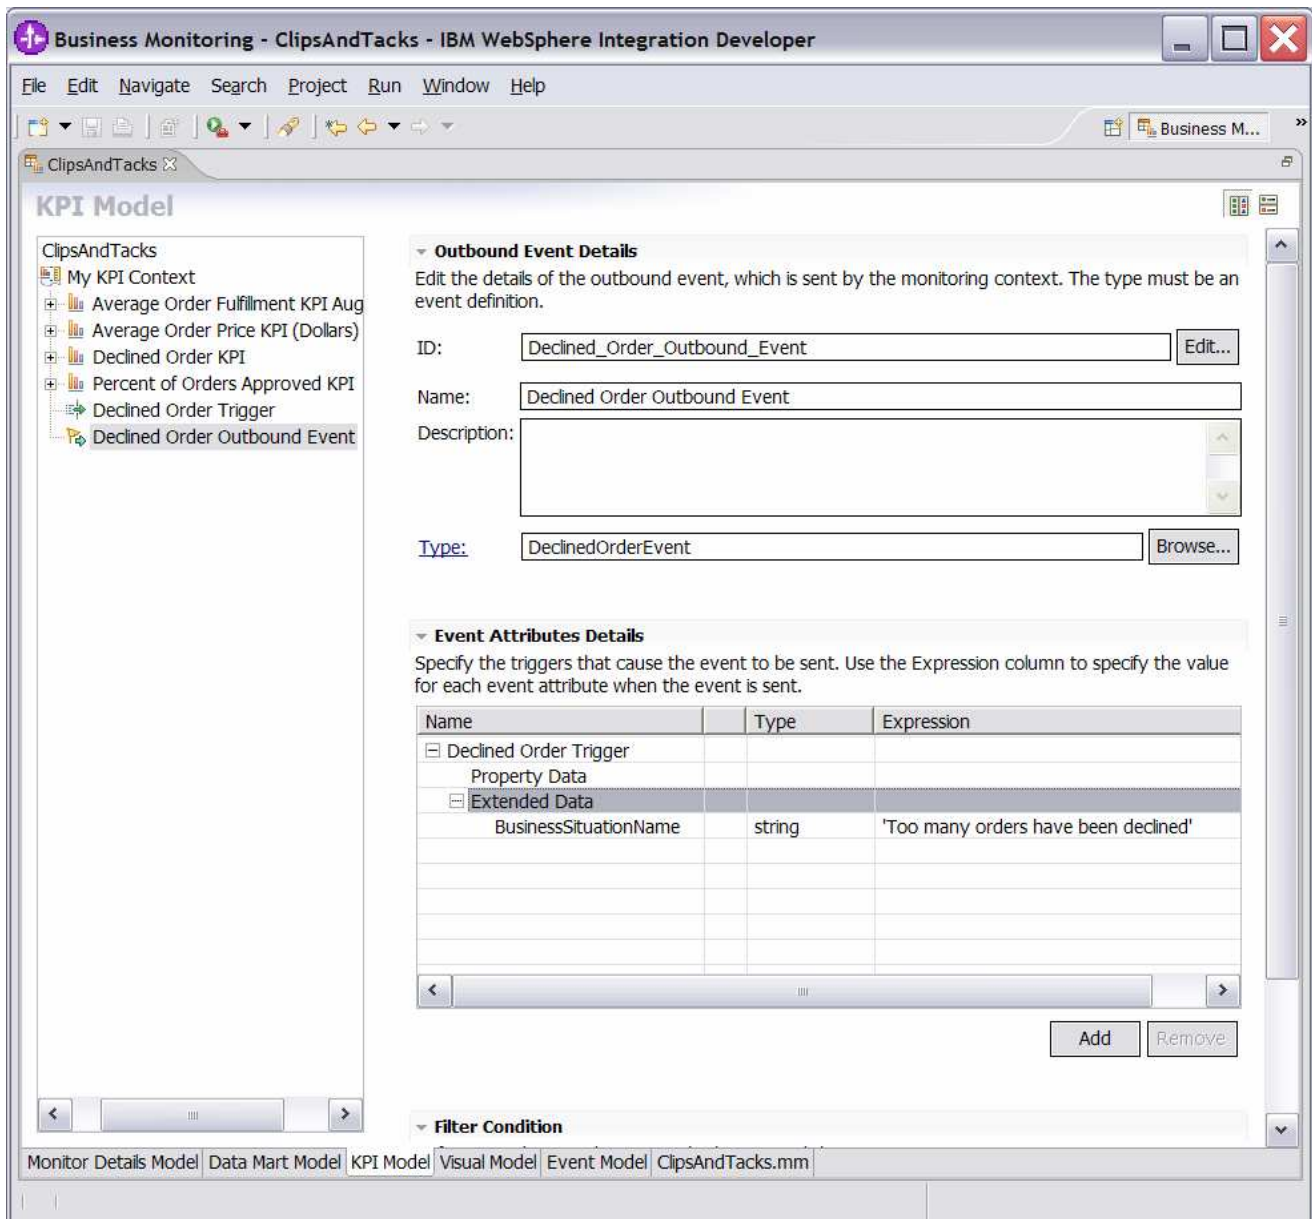 Business Monitoring - ClipsAndTacks - IBM WebSphere Integration Developer
File Edit Navigate Search Project Run Window Help
Business M... »
ClipsAndTacks
KPI Model
ClipsAndTacks
My KPI Context
Average Order Fulfillment KPI Aug
Average Order Price KPI (Dollars)
Declined Order KPI
Percent of Orders Approved KPI
Declined Order Trigger
Declined Order Outbound Event
Outbound Event Details
Edit the details of the outbound event, which is sent by the monitoring context. The type must be an
event definition.
ID: Declined_Order_Outbound_Event Edit...
Name: Declined Order Outbound Event
Description:
Type: DeclinedOrderEvent Browse...
Event Attributes Details
Specify the triggers that cause the event to be sent. Use the Expression column to specify the value
for each event attribute when the event is sent.
Name Type Expression
Declined Order Trigger
Property Data
Extended Data
BusinessSituationName string 'Too many orders have been declined'
Add Remove
Filter Condition
Monitor Details Model Data Mart Model KPI Model Visual Model Event Model ClipsAndTacks.mm